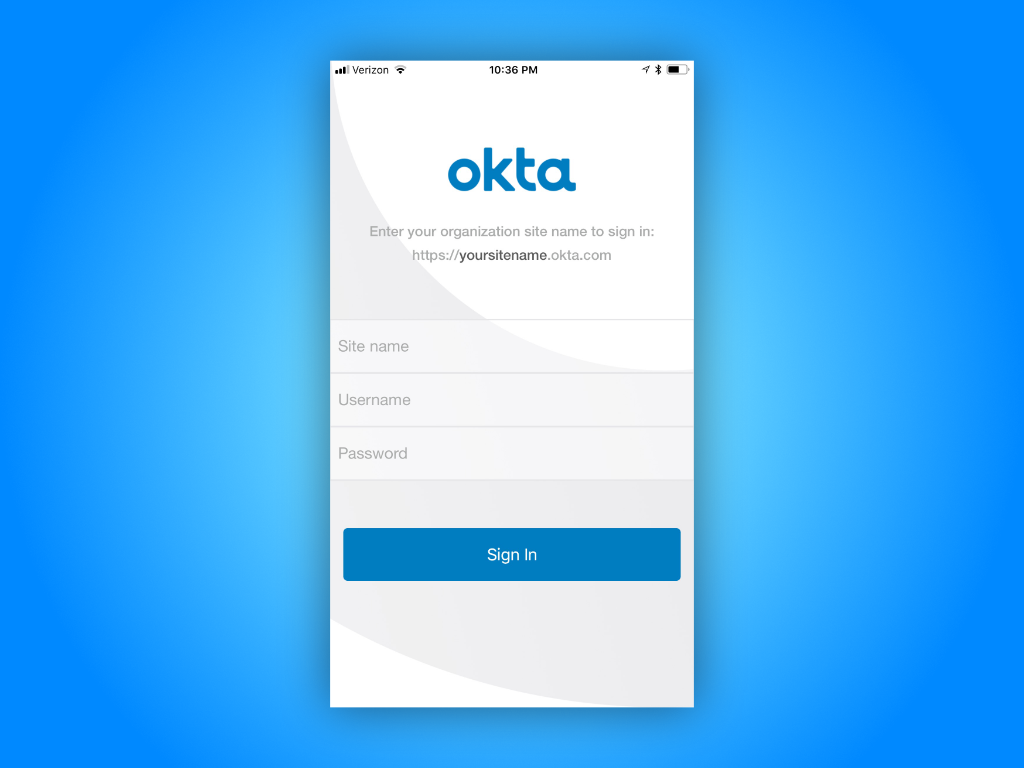 Verizon 10:36 PM
okta
Enter your organization site name to sign in:
https://yoursitename.okta.com
Site name
Username
Password
Sign In